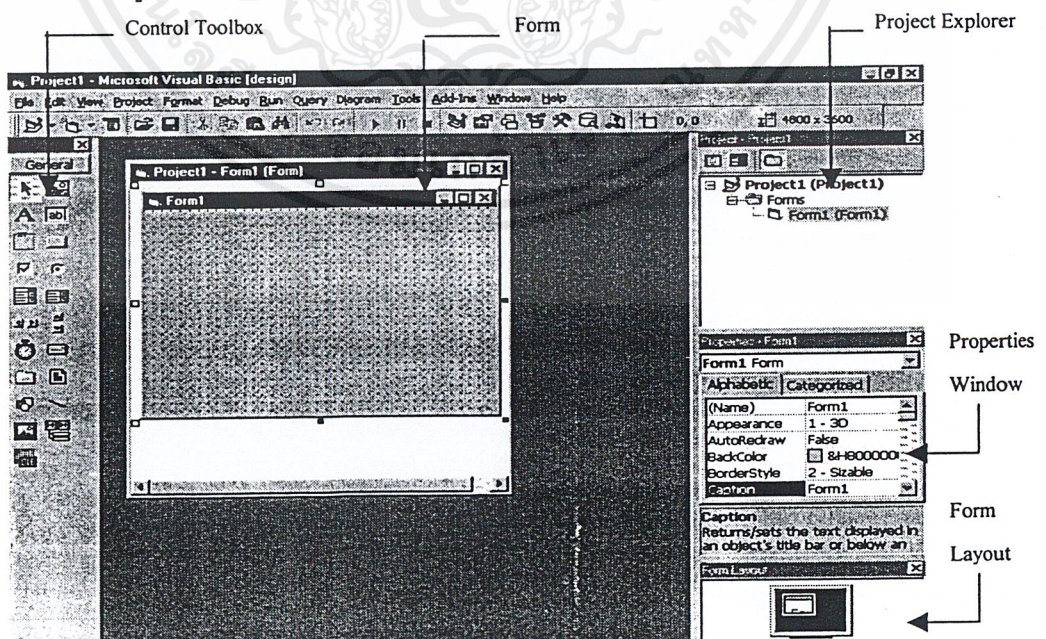 Control Toolbox
Form
Project Explorer
Project1 - Microsoft Visual Basic [design]
File Edit View Project Format Debug Run Query Diagram Tools Add-Ins Window Help
0, 0 4800 x 3600
Project - Project1
General
Project1 - Form1 (Form)
Form1
Project1 (Project1)
Forms
Form1 (Form1)
Properties - Form1
Form1 Form
Alphabetic Categorized
(Name) Form1
Appearance 1 - 3D
AutoRedraw False
BackColor &H800000
BorderStyle 2 - Sizable
Caption Form1
Caption
Returns/sets the text displayed in
an object's title bar or below an
Form Layout
Properties
Window
Form
Layout